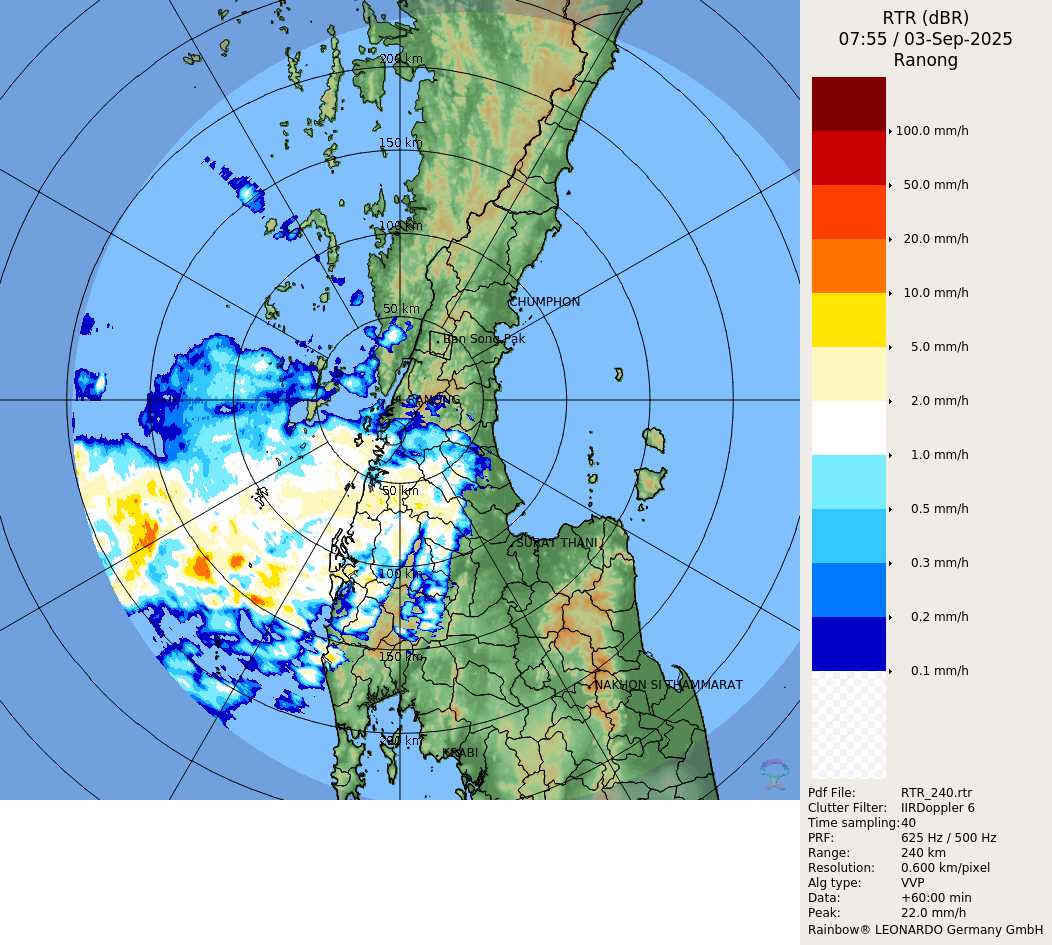 RTR (dBR)
07:55 / 03-Sep-2025
Ranong
200 km
150 km
100 km
50 km
CHUMPHON
Ban Song Pak
RANONG
50 km
SURAT THANI
100 km
150 km
NAKHON SI THAMMARAT
200 km
KRABI
100.0 mm/h
50.0 mm/h
20.0 mm/h
10.0 mm/h
5.0 mm/h
2.0 mm/h
1.0 mm/h
0.5 mm/h
0.3 mm/h
0.2 mm/h
0.1 mm/h
Pdf File: RTR_240.rtr
Clutter Filter: IIRDoppler 6
Time sampling:40
PRF: 625 Hz / 500 Hz
Range: 240 km
Resolution: 0.600 km/pixel
Alg type: VVP
Data: +60:00 min
Peak: 22.0 mm/h
Rainbow® LEONARDO Germany GmbH